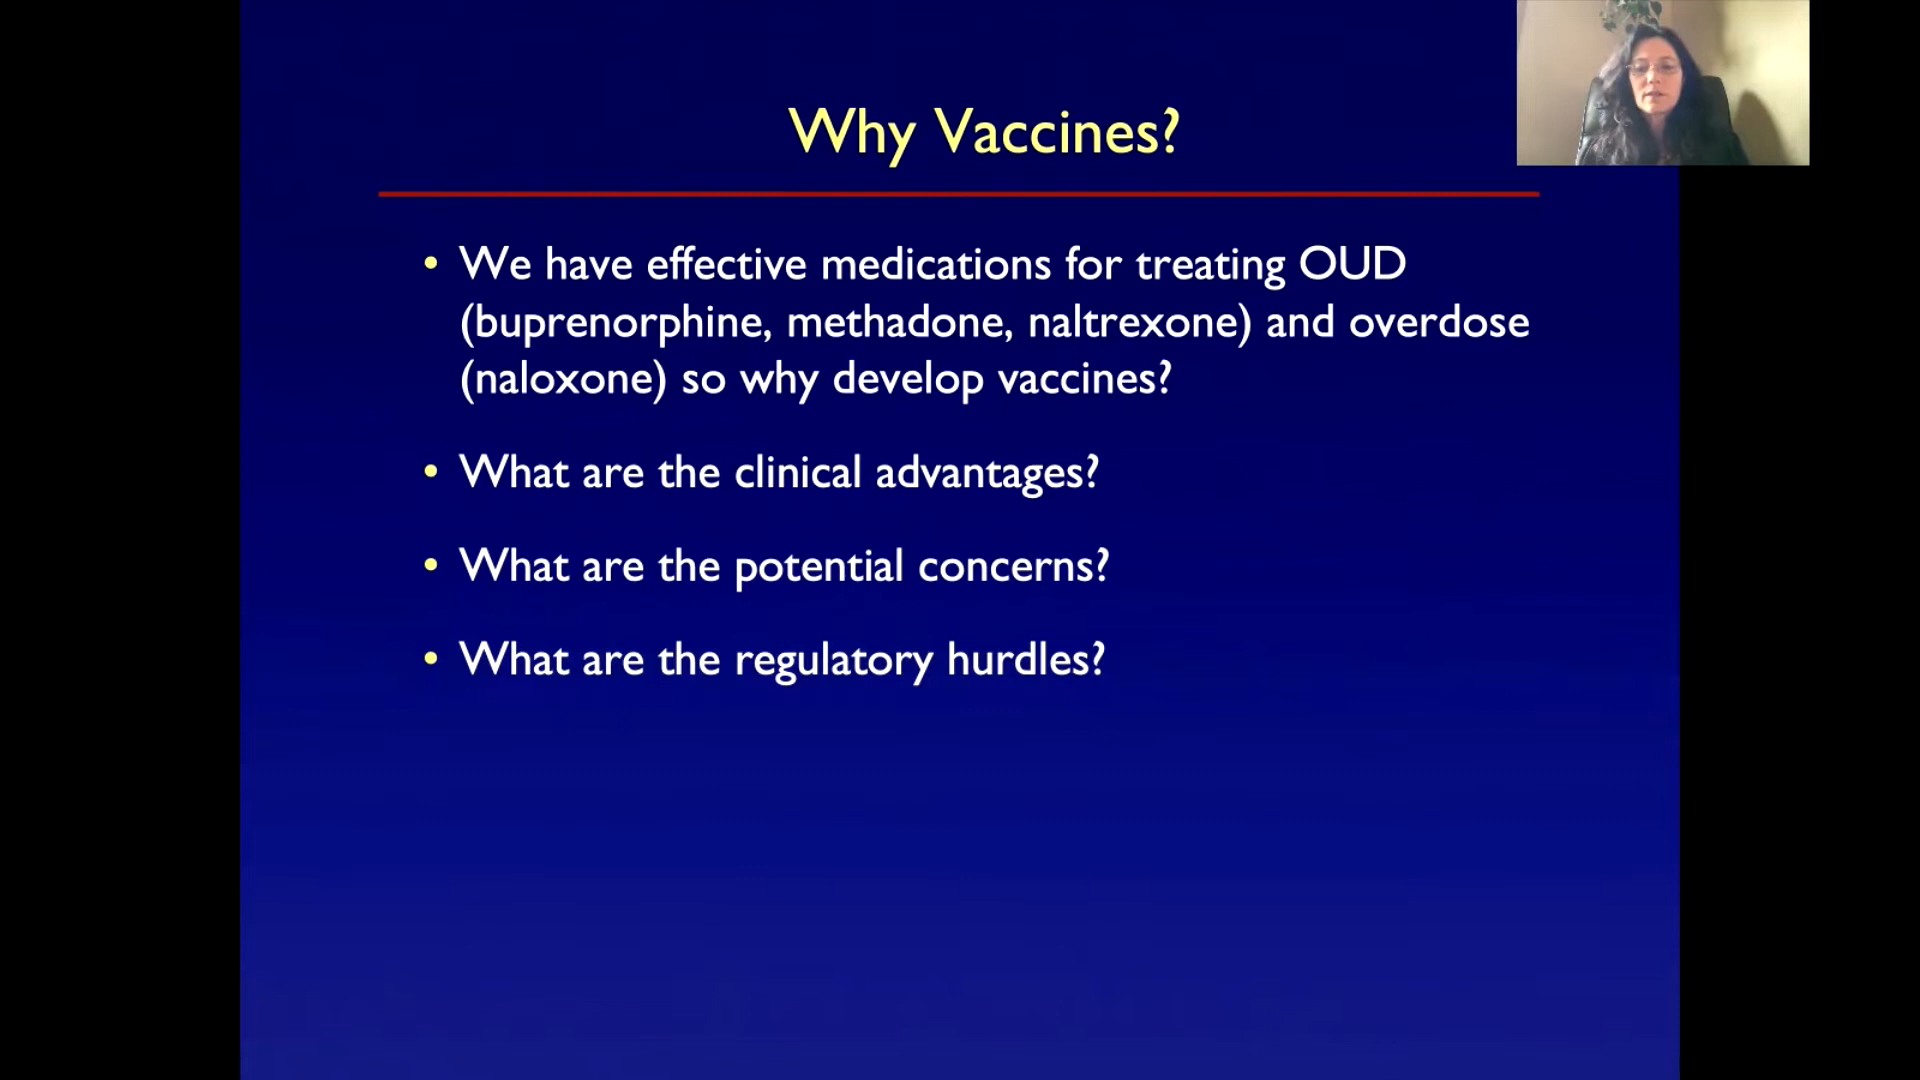 Why Vaccines?
• We have effective medications for treating OUD
(buprenorphine, methadone, naltrexone) and overdose
(naloxone) so why develop vaccines?
• What are the clinical advantages?
• What are the potential concerns?
• What are the regulatory hurdles?